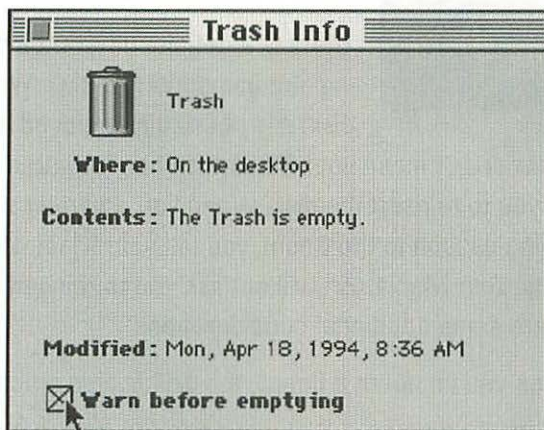 Trash Info
Trash
Where: On the desktop
Contents: The Trash is empty.
Modified: Mon, Apr 18, 1994, 8:36 AM
Warn before emptying